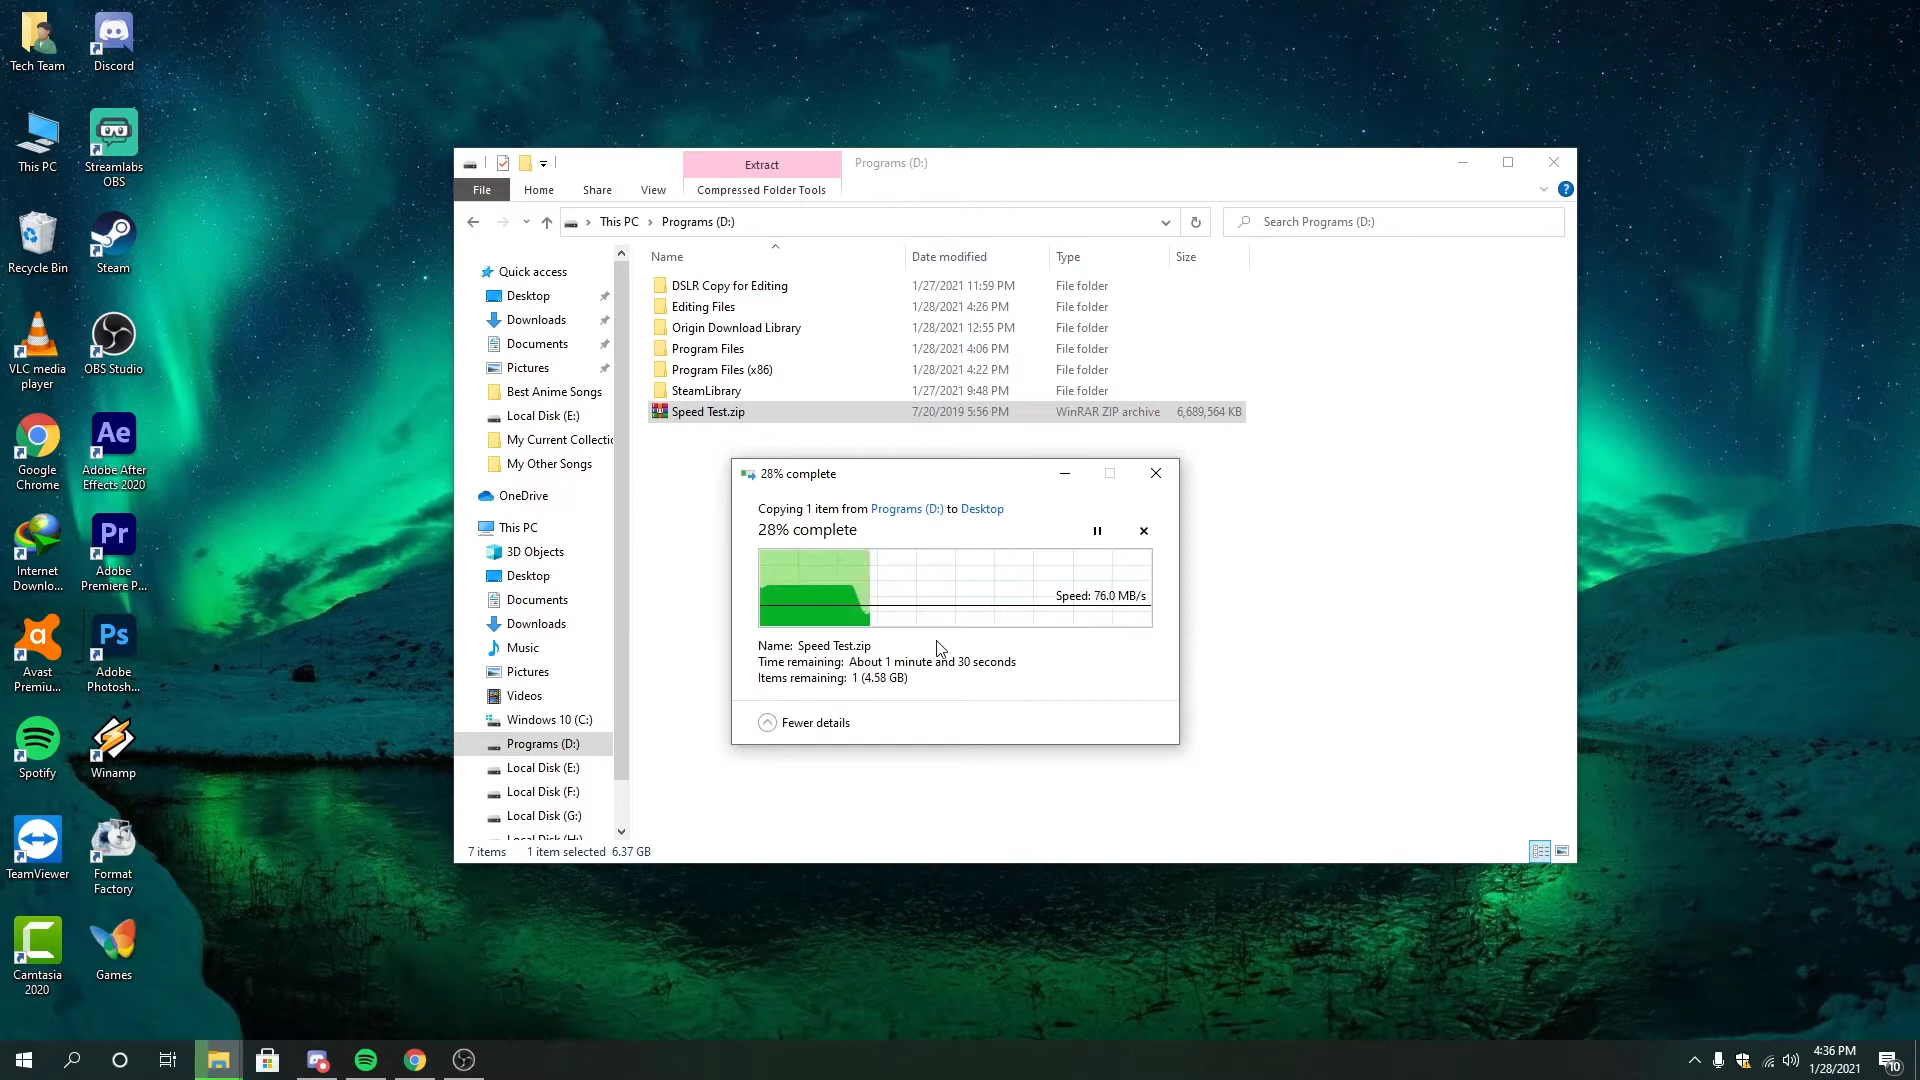 Tech Team
Discord
This PC
Streamlabs
OBS
Recycle Bin
Steam
VLC media
player
OBS Studio
Google
Chrome
Adobe After
Effects 2020
Internet
Downlo...
Adobe
Premiere P...
Avast
Premiu...
Adobe
Photosh...
Spotify
Winamp
TeamViewer
Format
Factory
Camtasia
2020
Games
Ae
Pr
Ps
Extract
Programs (D:)
File
Home
Share
View
Compressed Folder Tools
This PC
Programs (D:)
Search Programs (D:)
Quick access
Desktop
Downloads
Documents
Pictures
Best Anime Songs
Local Disk (E:)
My Current Collectio
My Other Songs
OneDrive
This PC
3D Objects
Desktop
Documents
Downloads
Music
Pictures
Videos
Windows 10 (C:)
Programs (D:)
Local Disk (E:)
Local Disk (F:)
Local Disk (G:)
Local Disk (H:)
Name Date modified Type Size
DSLR Copy for Editing 1/27/2021 11:59 PM File folder
Editing Files 1/28/2021 4:26 PM File folder
Origin Download Library 1/28/2021 12:55 PM File folder
Program Files 1/28/2021 4:06 PM File folder
Program Files (x86) 1/28/2021 4:22 PM File folder
SteamLibrary 1/27/2021 9:48 PM File folder
Speed Test.zip 7/20/2019 5:56 PM WinRAR ZIP archive 6,689,564 KB
28% complete
Copying 1 item from Programs (D:) to Desktop
28% complete
Speed: 76.0 MB/s
Name: Speed Test.zip
Time remaining: About 1 minute and 30 seconds
Items remaining: 1 (4.58 GB)
Fewer details
7 items 1 item selected 6.37 GB
4:36 PM
1/28/2021
10